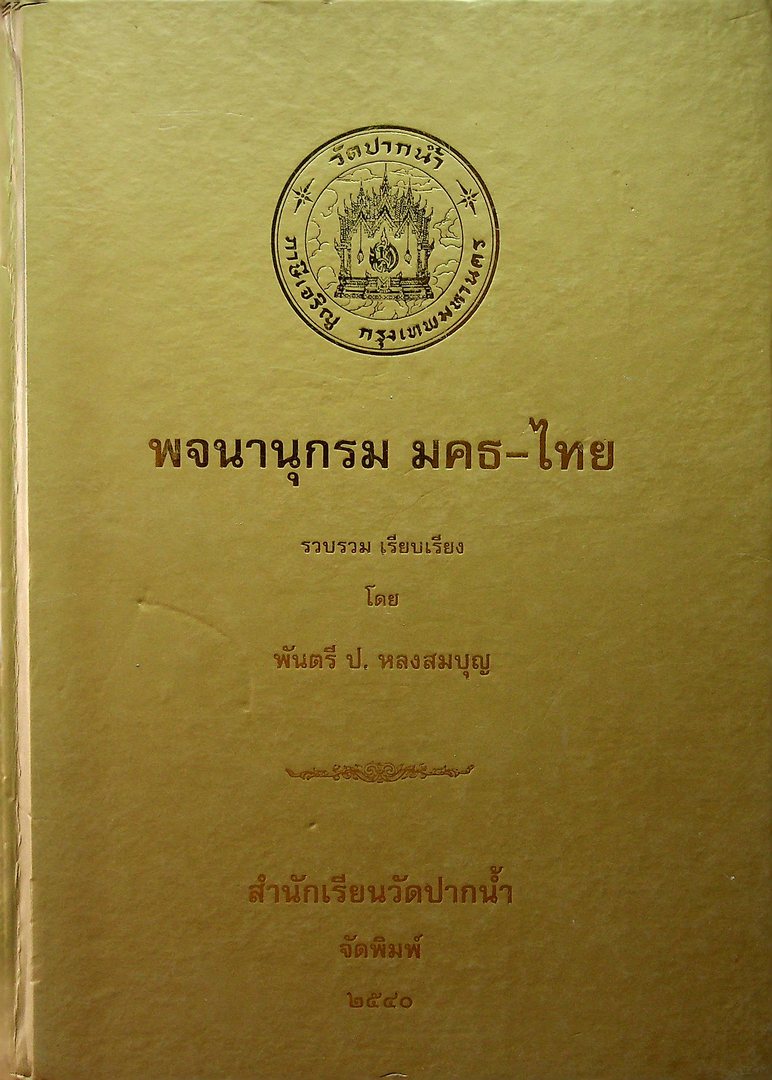 วัดปากน้ำ
ภาษีเจริญ กรุงเทพมหานคร
พจนานุกรม มคธ–ไทย
รวบรวม เรียบเรียง
โดย
พันตรี ป. หลงสมบุญ
สำนักเรียนวัดปากน้ำ
จัดพิมพ์
๒๕๔๐